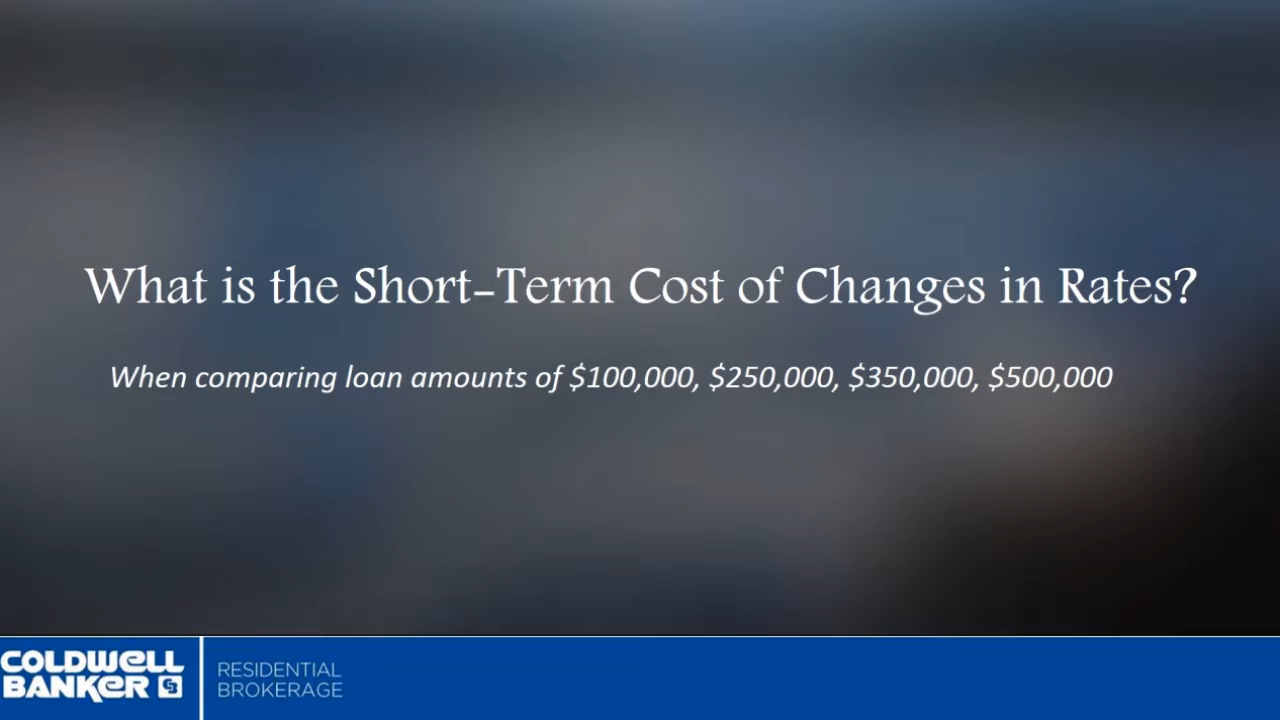 What is the Short-Term Cost of Changes in Rates?
When comparing loan amounts of $100,000, $250,000, $350,000, $500,000
COLDWELL
BANKER CB
RESIDENTIAL
BROKERAGE